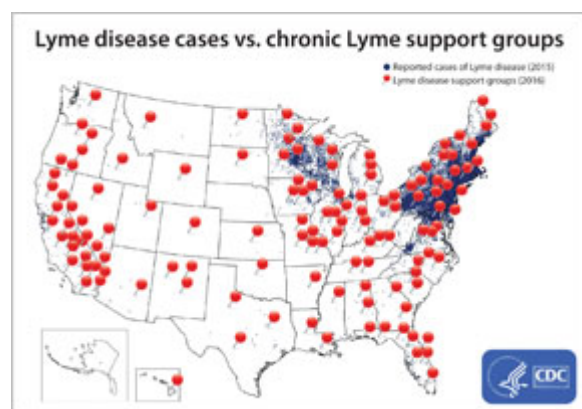 Lyme disease cases vs. chronic Lyme support groups
Reported cases of Lyme disease (2015)
Lyme disease support groups (2016)
CDC